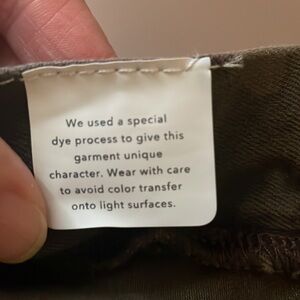 We used a special
dye process to give this
garment unique
character. Wear with care
to avoid color transfer
onto light surfaces.